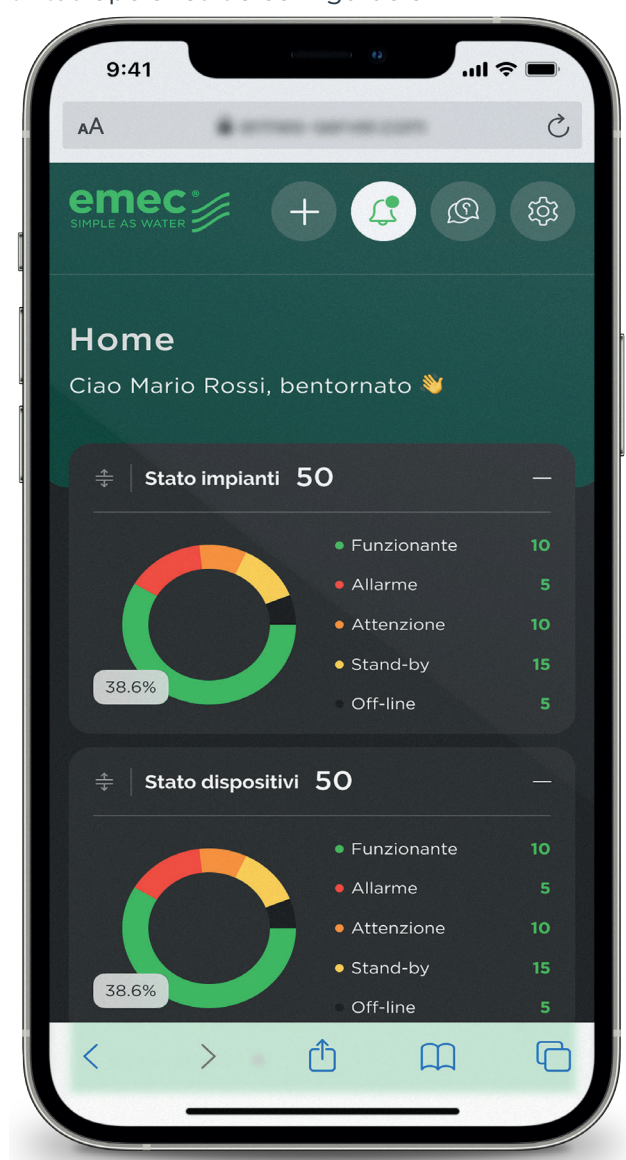 9:41
AA
emec®
SIMPLE AS WATER
Home
Ciao Mario Rossi, bentornato 👋
Stato impianti 50
Funzionante 10
Allarme 5
Attenzione 10
Stand-by 15
Off-line 5
38.6%
Stato dispositivi 50
Funzionante 10
Allarme 5
Attenzione 10
Stand-by 15
Off-line 5
38.6%